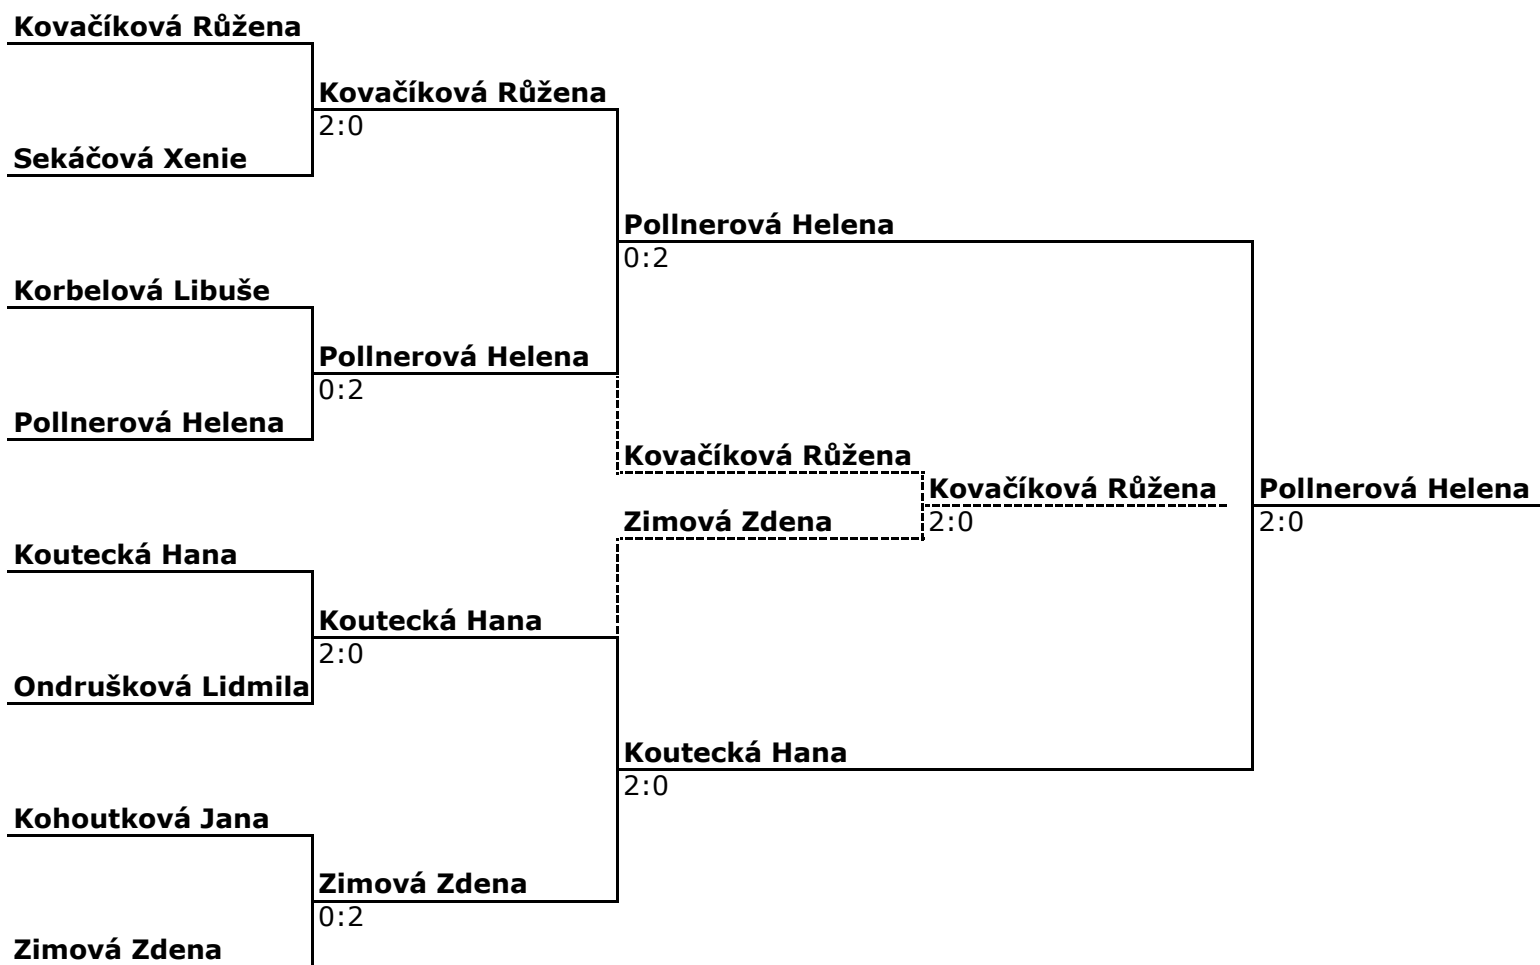 Kovačíková Růžena
Kovačíková Růžena
2:0
Sekáčová Xenie
Pollnerová Helena
0:2
Korbelová Libuše
Pollnerová Helena
0:2
Pollnerová Helena
Kovačíková Růžena
Kovačíková Růžena
2:0
Pollnerová Helena
2:0
Zimová Zdena
Koutecká Hana
Koutecká Hana
2:0
Ondrušková Lidmila
Koutecká Hana
2:0
Kohoutková Jana
Zimová Zdena
0:2
Zimová Zdena